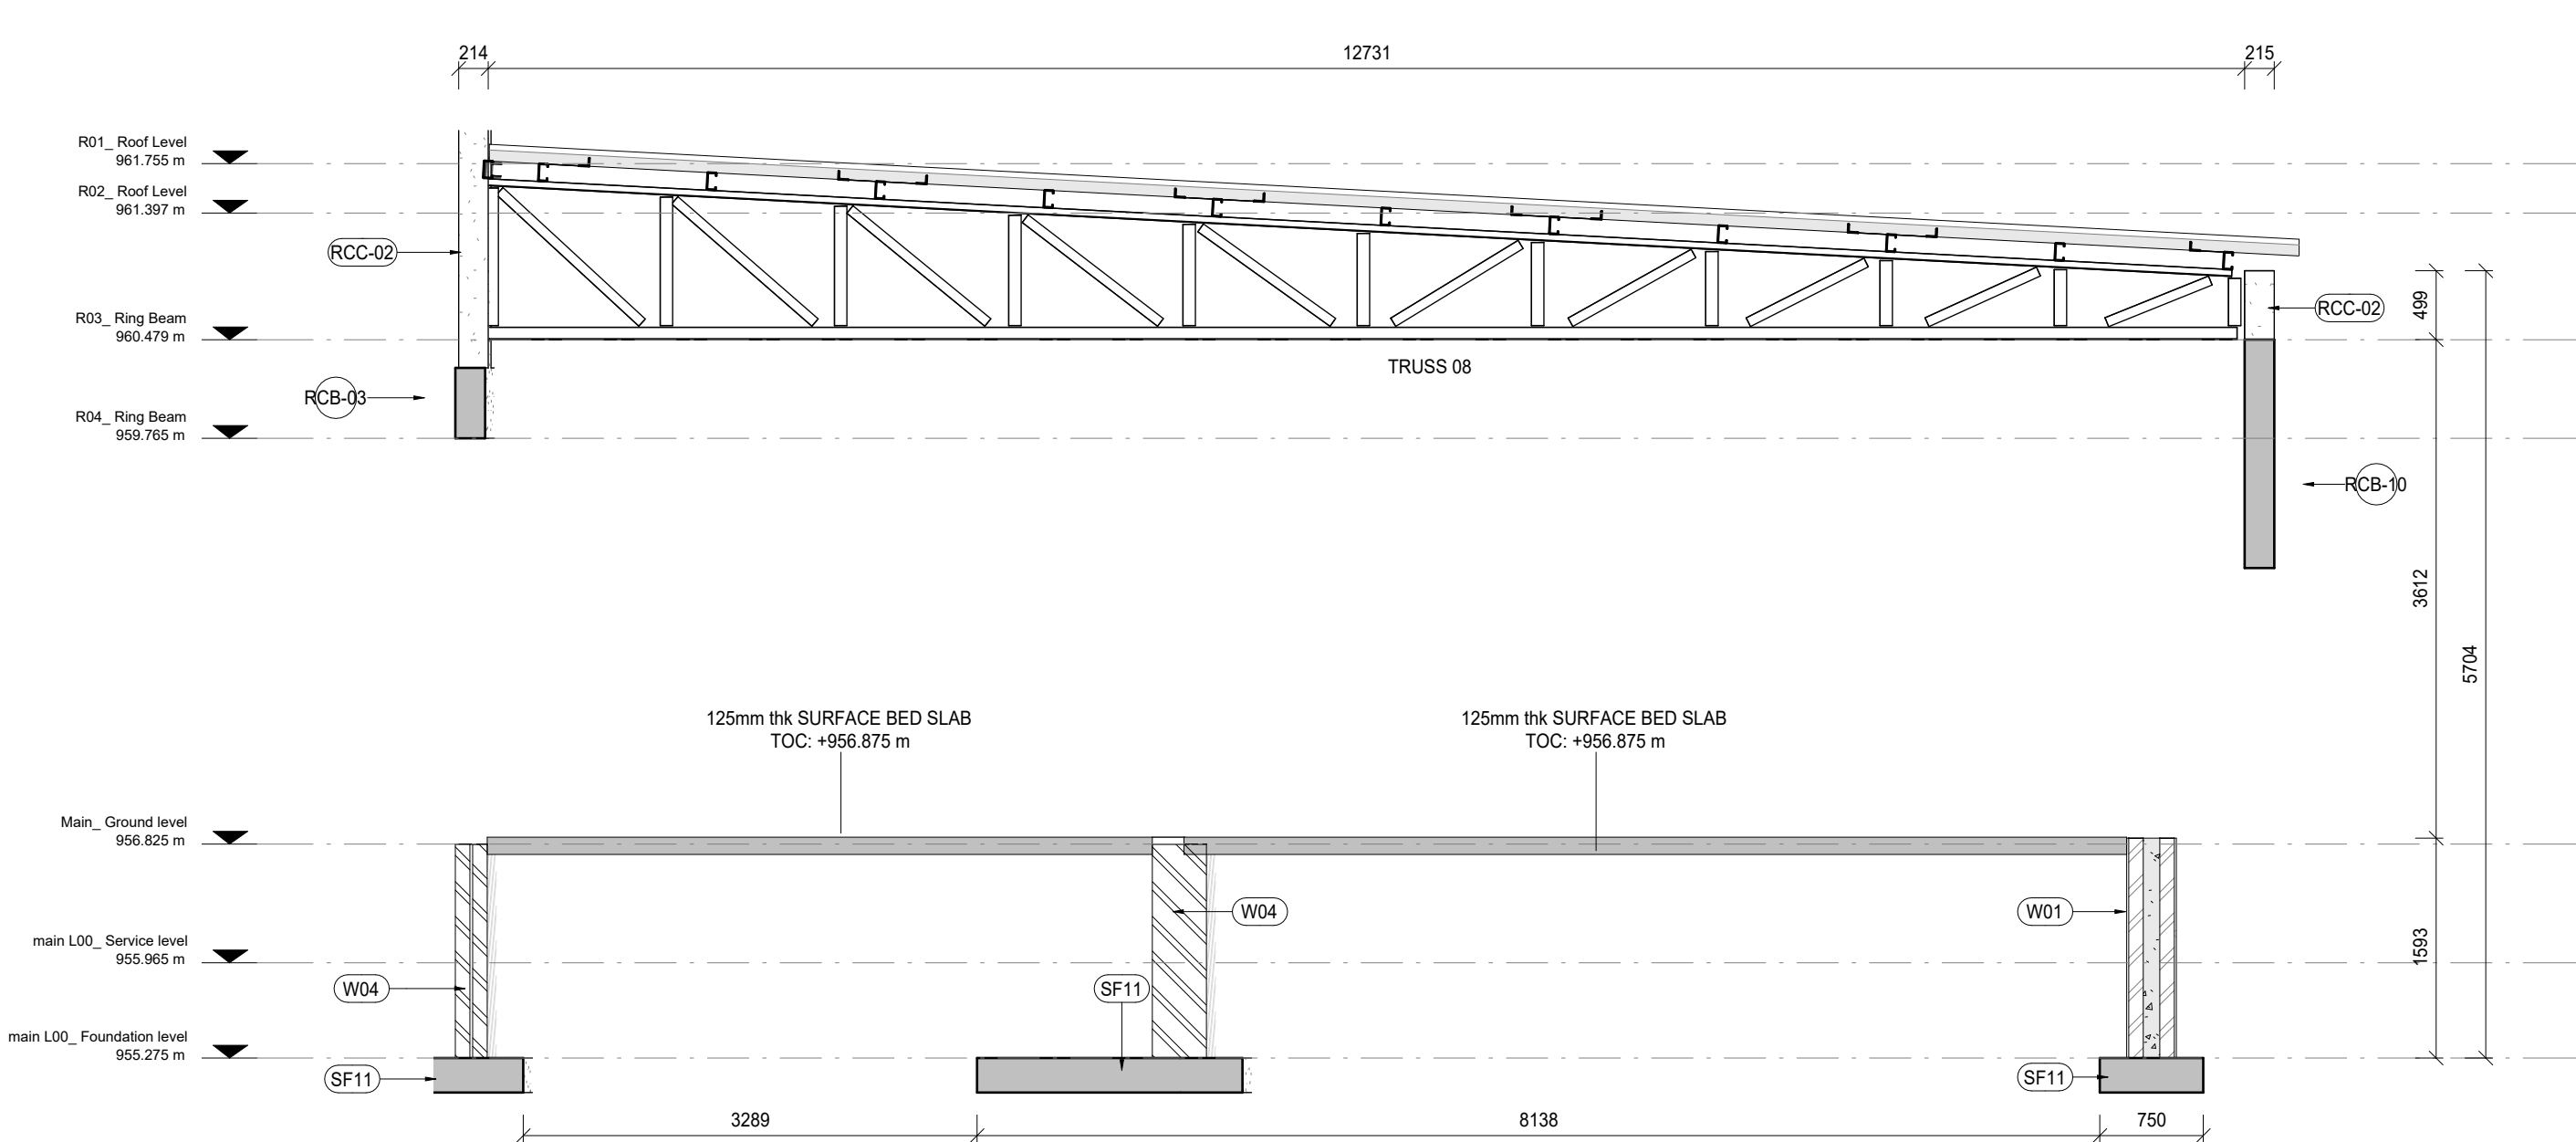 214
12731
215
R01_ Roof Level
961.755 m
R02_ Roof Level
961.397 m
RCC-02
RCC-02
499
R03_ Ring Beam
960.479 m
TRUSS 08
RCB-03
R04_ Ring Beam
959.765 m
RCB-10
3612
5704
125mm thk SURFACE BED SLAB
TOC: +956.875 m
125mm thk SURFACE BED SLAB
TOC: +956.875 m
Main_ Ground level
956.825 m
W04
W01
main L00_ Service level
955.965 m
1593
W04
SF11
main L00_ Foundation level
955.275 m
SF11
SF11
3289
8138
750